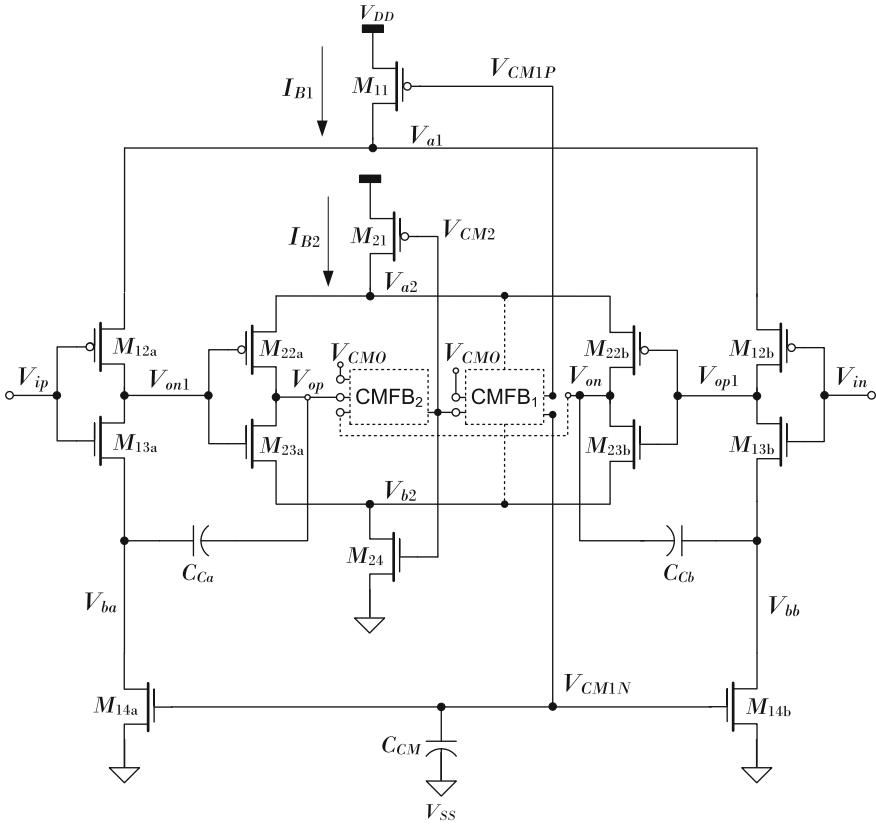 V_DD
I_B1
M_11
V_CM1P
V_a1
I_B2
M_21
V_CM2
V_a2
M_12a
M_22a
V_CMO
V_CMO
M_22b
M_12b
V_ip
V_on1
V_op
CMFB_2
CMFB_1
V_on
V_op1
V_in
M_13a
M_23a
M_23b
M_13b
V_b2
M_24
C_Ca
C_Cb
V_ba
V_bb
V_CM1N
M_14a
M_14b
C_CM
V_SS